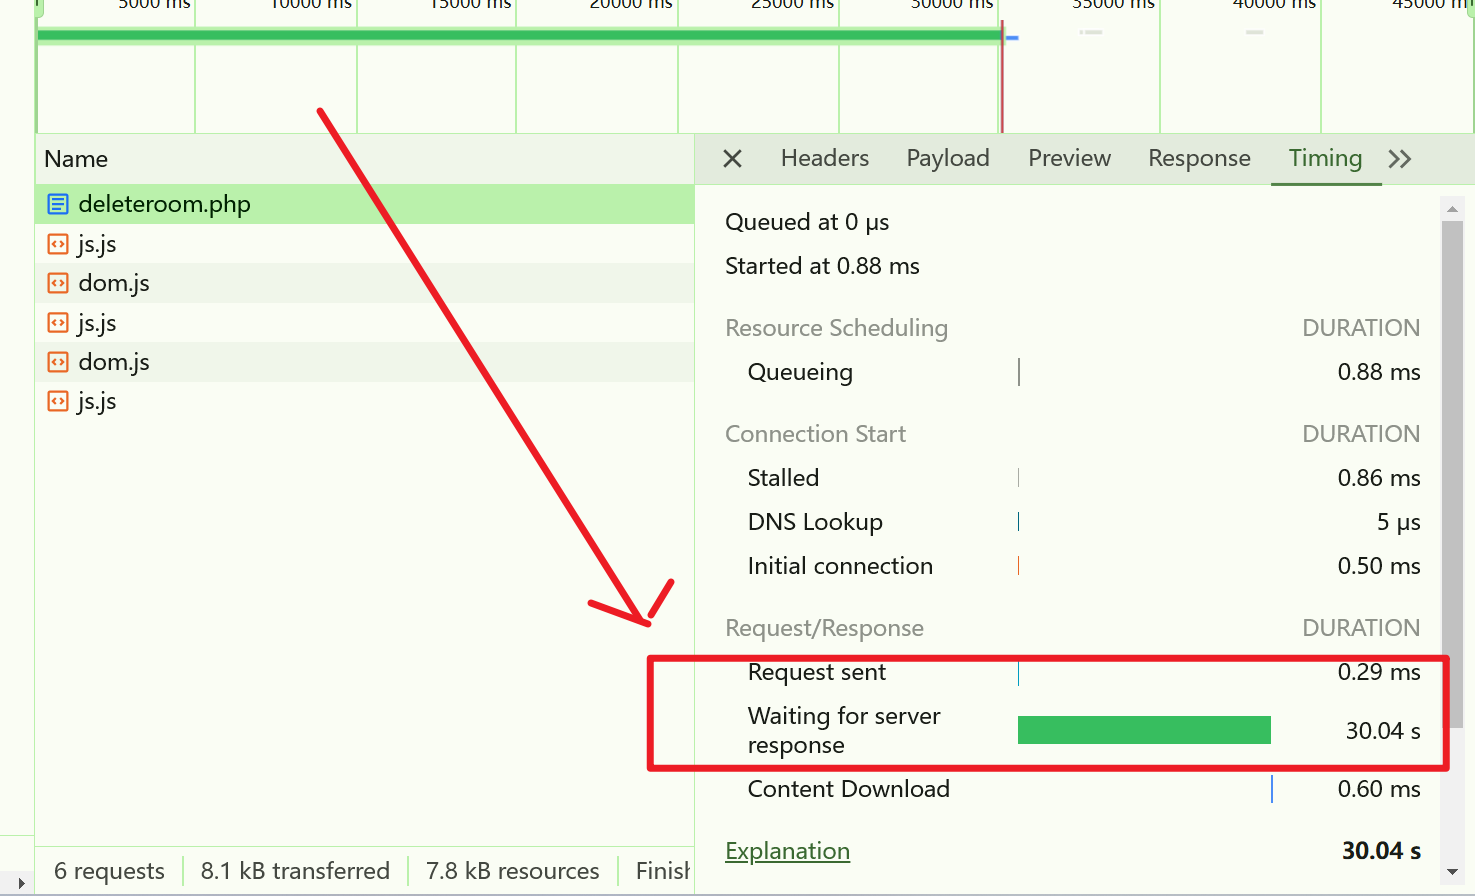 5000 ms 10000 ms 15000 ms 20000 ms 25000 ms 30000 ms 35000 ms 40000 ms 45000 m
Name
deleteroom.php
js.js
dom.js
js.js
dom.js
js.js
6 requests 8.1 kB transferred 7.8 kB resources Finish
Headers Payload Preview Response Timing
Queued at 0 μs
Started at 0.88 ms
Resource Scheduling DURATION
Queueing 0.88 ms
Connection Start DURATION
Stalled 0.86 ms
DNS Lookup 5 μs
Initial connection 0.50 ms
Request/Response DURATION
Request sent 0.29 ms
Waiting for server
response 30.04 s
Content Download 0.60 ms
Explanation 30.04 s